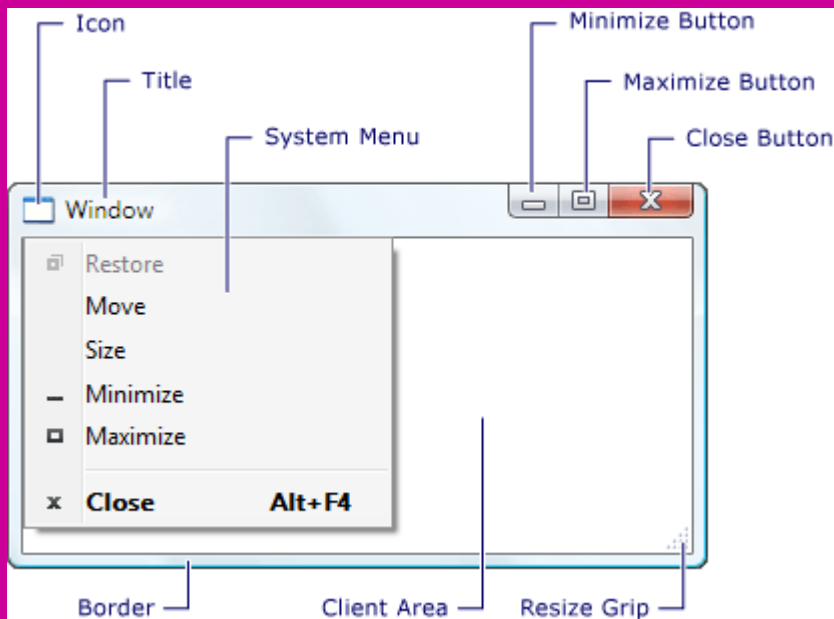 Icon
Minimize Button
Title
Maximize Button
System Menu
Close Button
Window
Restore
Move
Size
Minimize
Maximize
Close Alt+F4
Border
Client Area
Resize Grip